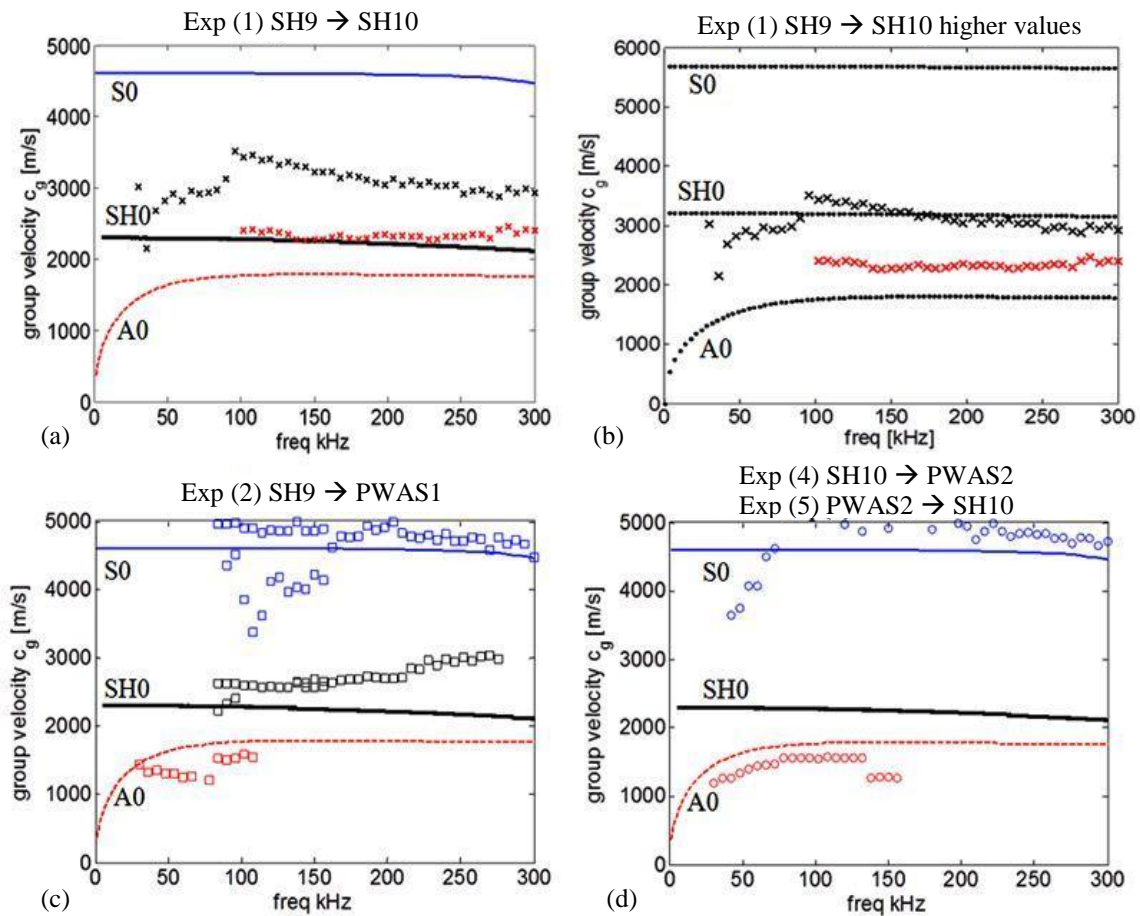 Exp (1) SH9 → SH10
5000
4000
3000
2000
1000
0
group velocity c_g [m/s]
S0
SH0
A0
0 50 100 150 200 250 300
freq kHz
(a)
Exp (1) SH9 → SH10 higher values
6000
5000
4000
3000
2000
1000
0
group velocity c_g [m/s]
S0
SH0
A0
0 50 100 150 200 250 300
freq [kHz]
(b)
Exp (2) SH9 → PWAS1
5000
4000
3000
2000
1000
0
group velocity c_g [m/s]
S0
SH0
A0
0 50 100 150 200 250 300
freq kHz
(c)
Exp (4) SH10 → PWAS2
Exp (5) PWAS2 → SH10
5000
4000
3000
2000
1000
0
group velocity c_g [m/s]
S0
SH0
A0
0 50 100 150 200 250 300
freq kHz
(d)